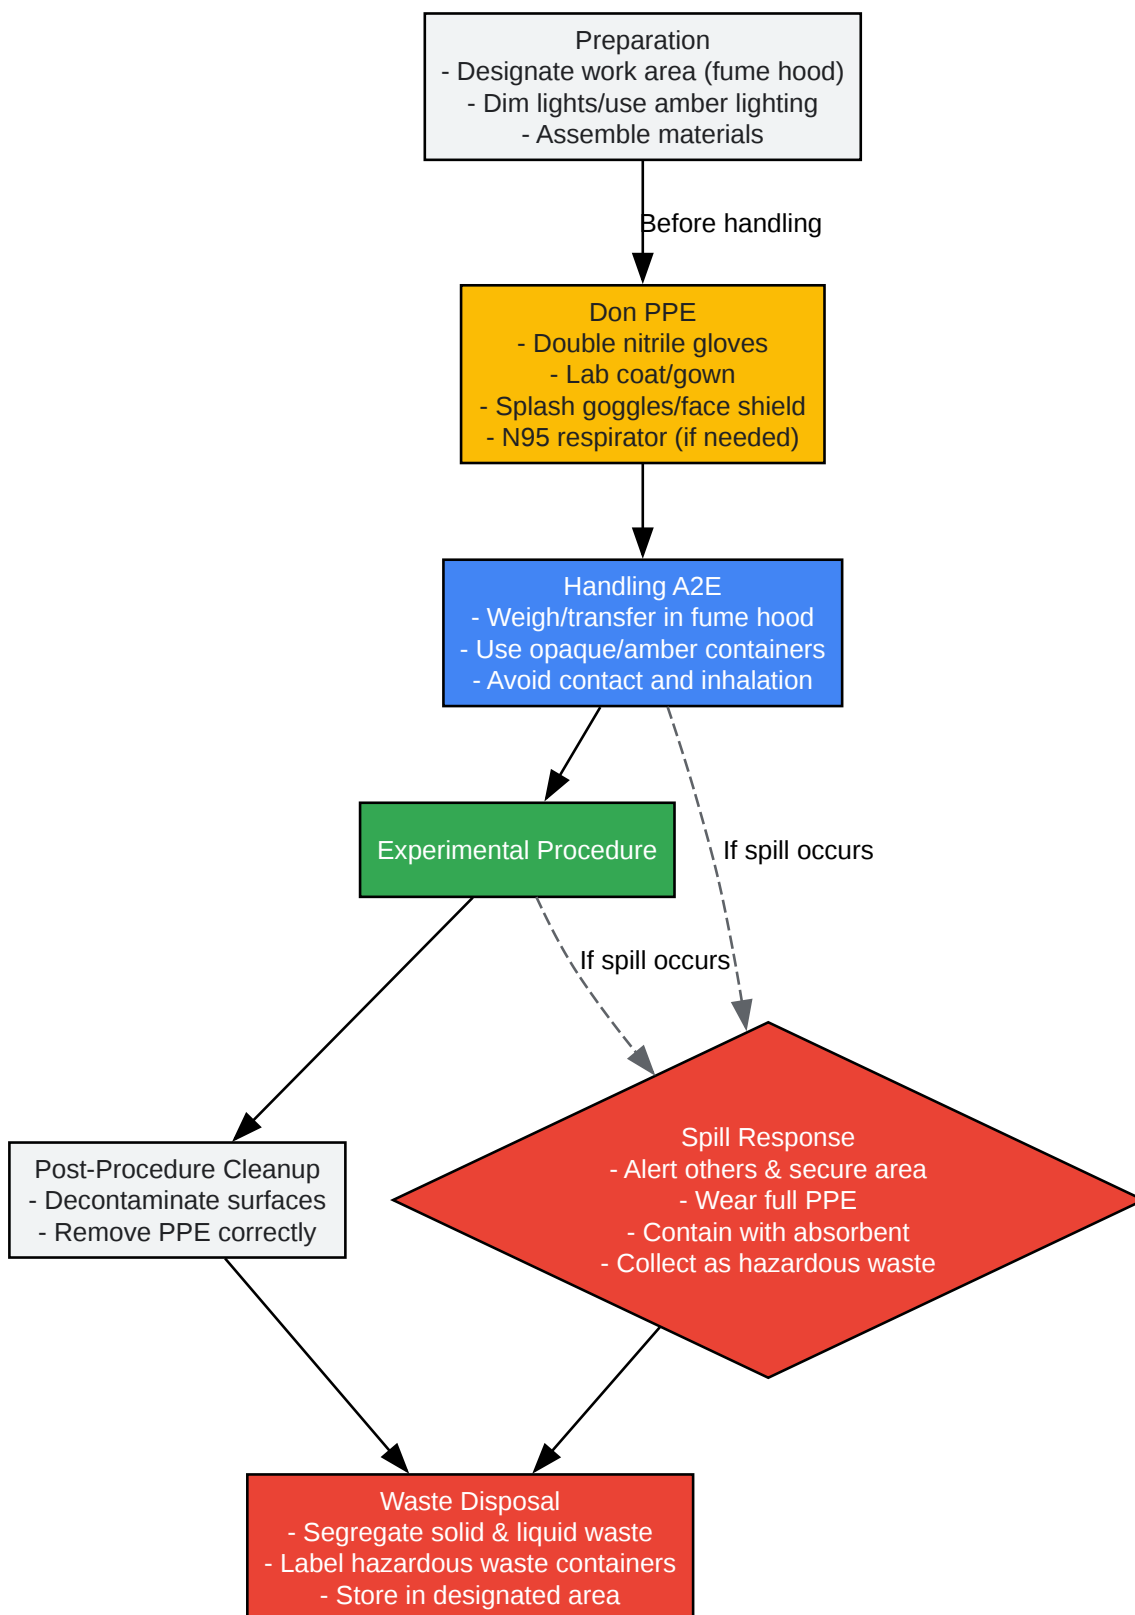 Preparation
- Designate work area (fume hood)
- Dim lights/use amber lighting
- Assemble materials
Before handling
Don PPE
- Double nitrile gloves
- Lab coat/gown
- Splash goggles/face shield
- N95 respirator (if needed)
Handling A2E
- Weigh/transfer in fume hood
- Use opaque/amber containers
- Avoid contact and inhalation
Experimental Procedure
If spill occurs
If spill occurs
Spill Response
- Alert others & secure area
- Wear full PPE
- Contain with absorbent
- Collect as hazardous waste
Post-Procedure Cleanup
- Decontaminate surfaces
- Remove PPE correctly
Waste Disposal
- Segregate solid & liquid waste
- Label hazardous waste containers
- Store in designated area